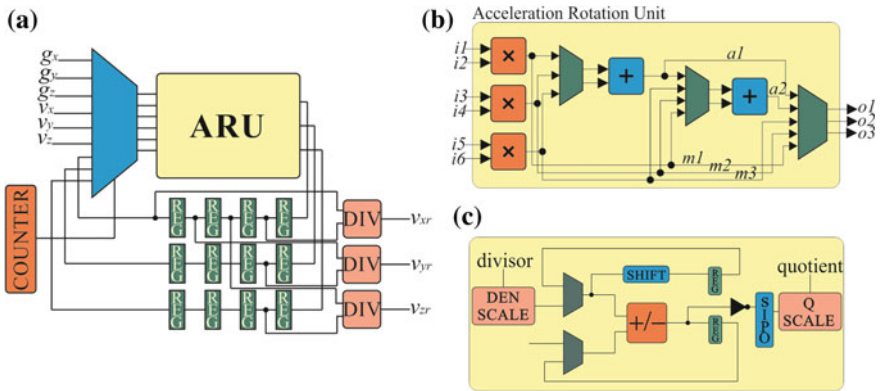 (a)
gx
gy
gz
vx
vy
vz
ARU
COUNTER
REG REG REG REG
DIV
vxr
REG REG REG REG
DIV
vyr
REG REG REG REG
DIV
vzr
(b)
Acceleration Rotation Unit
i1
i2
×
i3
i4
×
i5
i6
×
+
a1
+
a2
m1
m2
m3
o1
o2
o3
(c)
divisor
DEN
SCALE
SHIFT
REG
+/−
REG
SIPO
quotient
Q
SCALE